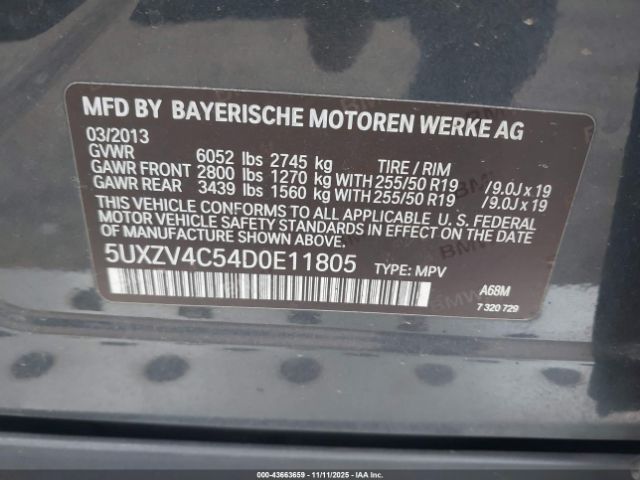 MFD BY BAYERISCHE MOTOREN WERKE AG
03/2013
GVWR 6052 lbs 2745 kg TIRE / RIM
GAWR FRONT 2800 lbs 1270 kg WITH 255/50 R19 /9.0J x 19
GAWR REAR 3439 lbs 1560 kg WITH 255/50 R19 /9.0J x 19
THIS VEHICLE CONFORMS TO ALL APPLICABLE U.S. FEDERAL
MOTOR VEHICLE SAFETY STANDARDS IN EFFECT ON THE DATE
OF MANUFACTURE SHOWN ABOVE.
5UXZV4C54D0E11805 TYPE: MPV
A68M
7 320 729
000-43663659 - 11/11/2025 - IAAI.COM